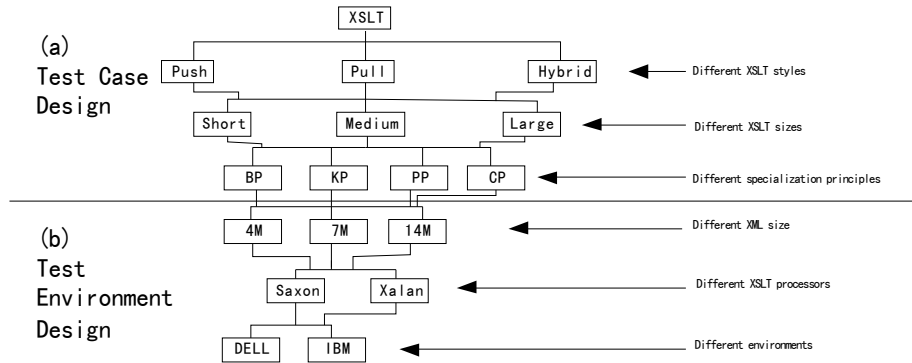 XSLT
(a)
Test Case
Design
Push Pull Hybrid
Different XSLT styles
Short Medium Large
Different XSLT sizes
BP KP PP CP
Different specialization principles
(b)
Test
Environment
Design
4M 7M 14M
Different XML size
Saxon Xalan
Different XSLT processors
DELL IBM
Different environments